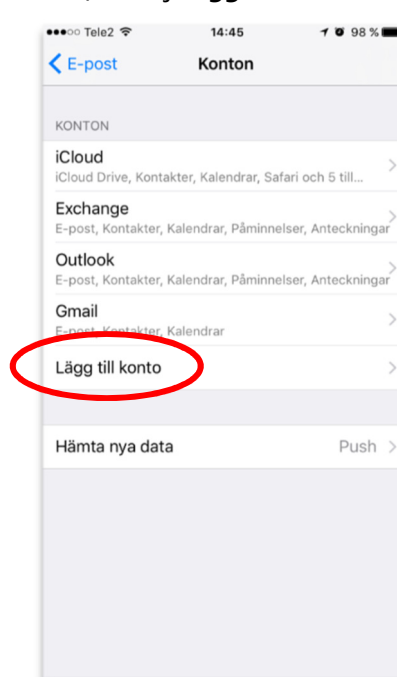 Tele2 14:45 98 %
E-post Konton
KONTON
iCloud
iCloud Drive, Kontakter, Kalendrar, Safari och 5 till...
Exchange
E-post, Kontakter, Kalendrar, Påminnelser, Anteckningar
Outlook
E-post, Kontakter, Kalendrar, Påminnelser, Anteckningar
Gmail
E-post, Kontakter, Kalendrar
Lägg till konto
Hämta nya data Push